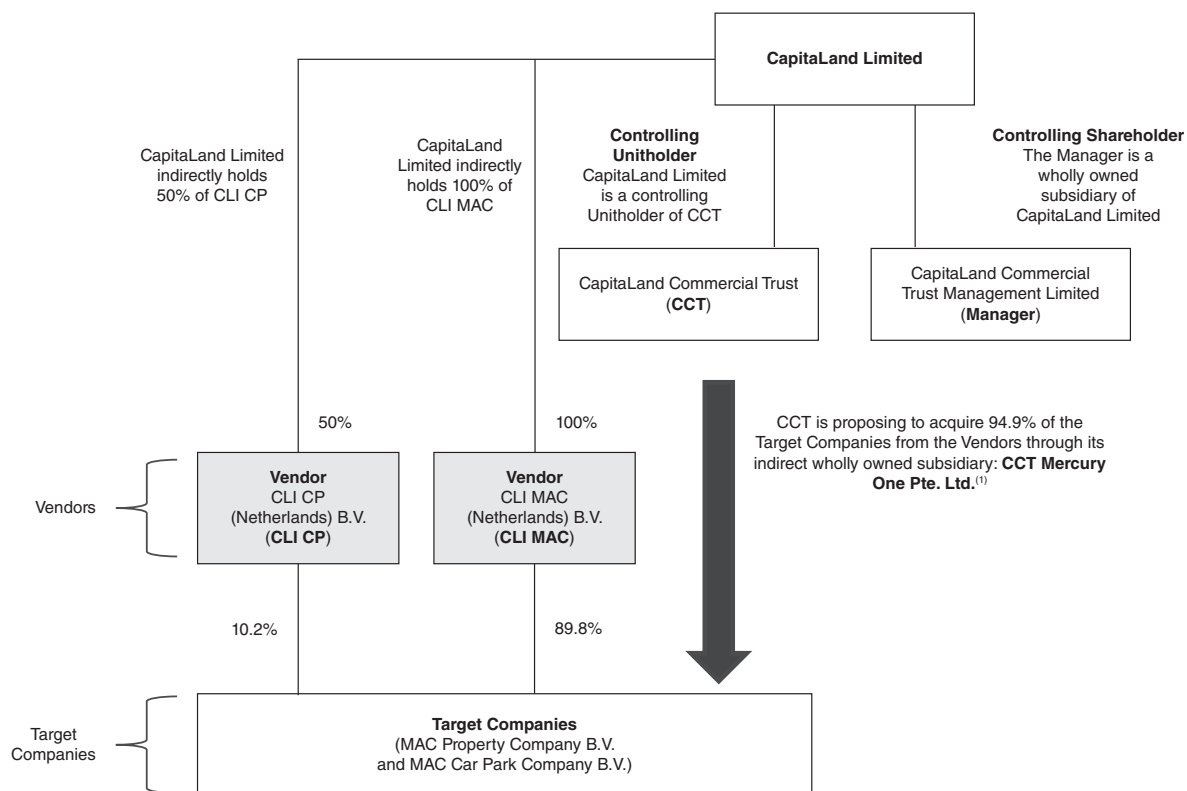 CapitaLand Limited
CapitaLand Limited
indirectly holds
50% of CLI CP
CapitaLand
Limited indirectly
holds 100% of
CLI MAC
Controlling
Unitholder
CapitaLand Limited
is a controlling
Unitholder of CCT
Controlling Shareholder
The Manager is a
wholly owned
subsidiary of
CapitaLand Limited
CapitaLand Commercial Trust
(CCT)
CapitaLand Commercial
Trust Management Limited
(Manager)
50%
100%
CCT is proposing to acquire 94.9% of the
Target Companies from the Vendors through its
indirect wholly owned subsidiary: CCT Mercury
One Pte. Ltd.(1)
Vendors
Vendor
CLI CP
(Netherlands) B.V.
(CLI CP)
Vendor
CLI MAC
(Netherlands) B.V.
(CLI MAC)
10.2%
89.8%
Target
Companies
Target Companies
(MAC Property Company B.V.
and MAC Car Park Company B.V.)